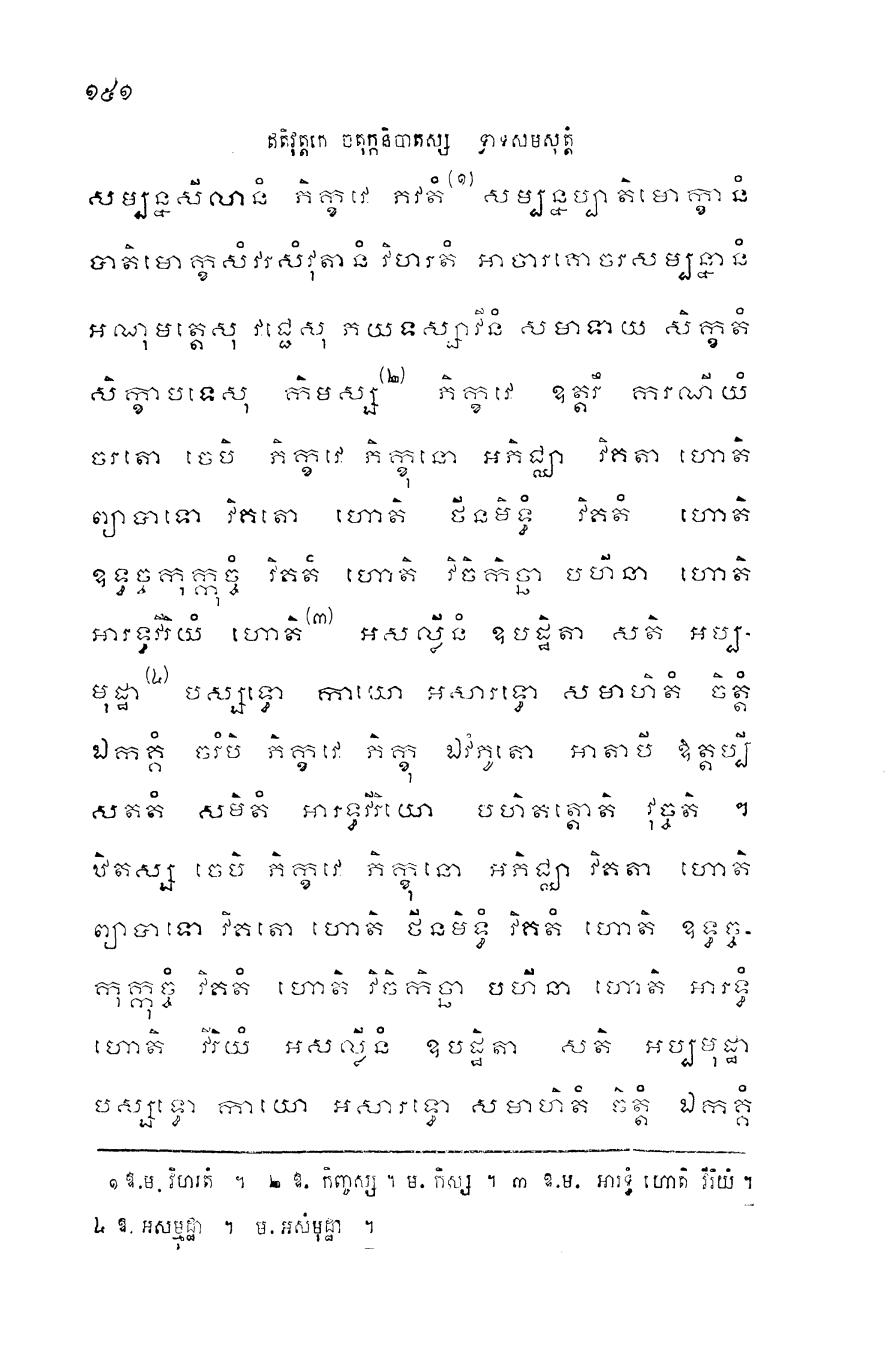 ១៥១
ឥតិវុត្តកេ ចតុក្កនិបាតស្ស ទ្វាទសមសុត្តំ
សម្បន្នសីលានំ ភិក្ខវេ ភវតំ(១) សម្បន្នប្បាតិមោក្ខានំ
បាតិមោក្ខសំវរសំវុតានំ វិហរតំ អាចារគោចរសម្បន្នានំ
អណុមត្តេសុ វជ្ជេសុ ភយទស្សាវីនំ សមាទាយ សិក្ខតំ
សិក្ខាបទេសុ កិមស្ស(២) ភិក្ខវេ ឧត្តរឹ ករណីយំ
ចរតោ ចេបិ ភិក្ខវេ ភិក្ខុនោ អភិជ្ឈា វិគតា ហោតិ
ព្យាបាទោ វិគតោ ហោតិ ថីនមិទ្ធំ វិគតំ ហោតិ
ឧទ្ធច្ចកុក្កុច្ចំ វិគតំ ហោតិ វិចិកិច្ឆា បហីនា ហោតិ
អារទ្ធវីរិយំ ហោតិ(៣) អសល្លីនំ ឧបដ្ឋិតា សតិ អប្ប-
មុដ្ឋា(៤) បស្សទ្ធោ កាយោ អសារទ្ធោ សមាហិតំ ចិត្តំ
ឯកគ្គំ ចរំបិ ភិក្ខវេ ភិក្ខុ ឯវំភូតោ អាតាបី ឱត្តប្បី
សតតំ សមិតំ អារទ្ធវីរិយោ បហិតត្តោតិ វុច្ចតិ ។
ឋិតស្ស ចេបិ ភិក្ខវេ ភិក្ខុនោ អភិជ្ឈា វិគតា ហោតិ
ព្យាបាទោ វិគតោ ហោតិ ថីនមិទ្ធំ វិគតំ ហោតិ ឧទ្ធច្ច-
កុក្កុច្ចំ វិគតំ ហោតិ វិចិកិច្ឆា បហីនា ហោតិ អារទ្ធំ
ហោតិ វីរិយំ អសល្លីនំ ឧបដ្ឋិតា សតិ អប្បមុដ្ឋា
បស្សទ្ធោ កាយោ អសារទ្ធោ សមាហិតំ ចិត្តំ ឯកគ្គំ
១ ឱ.ម. វិហរតំ ។ ២ ឱ. កិញ្ចស្ស ។ ម. កិស្ស ។ ៣ ឱ.ម. អារទ្ធំ ហោតិ វីរិយំ ។
៤ ឱ. អសម្មុដ្ឋា ។ ម. អសំមុដ្ឋា ។